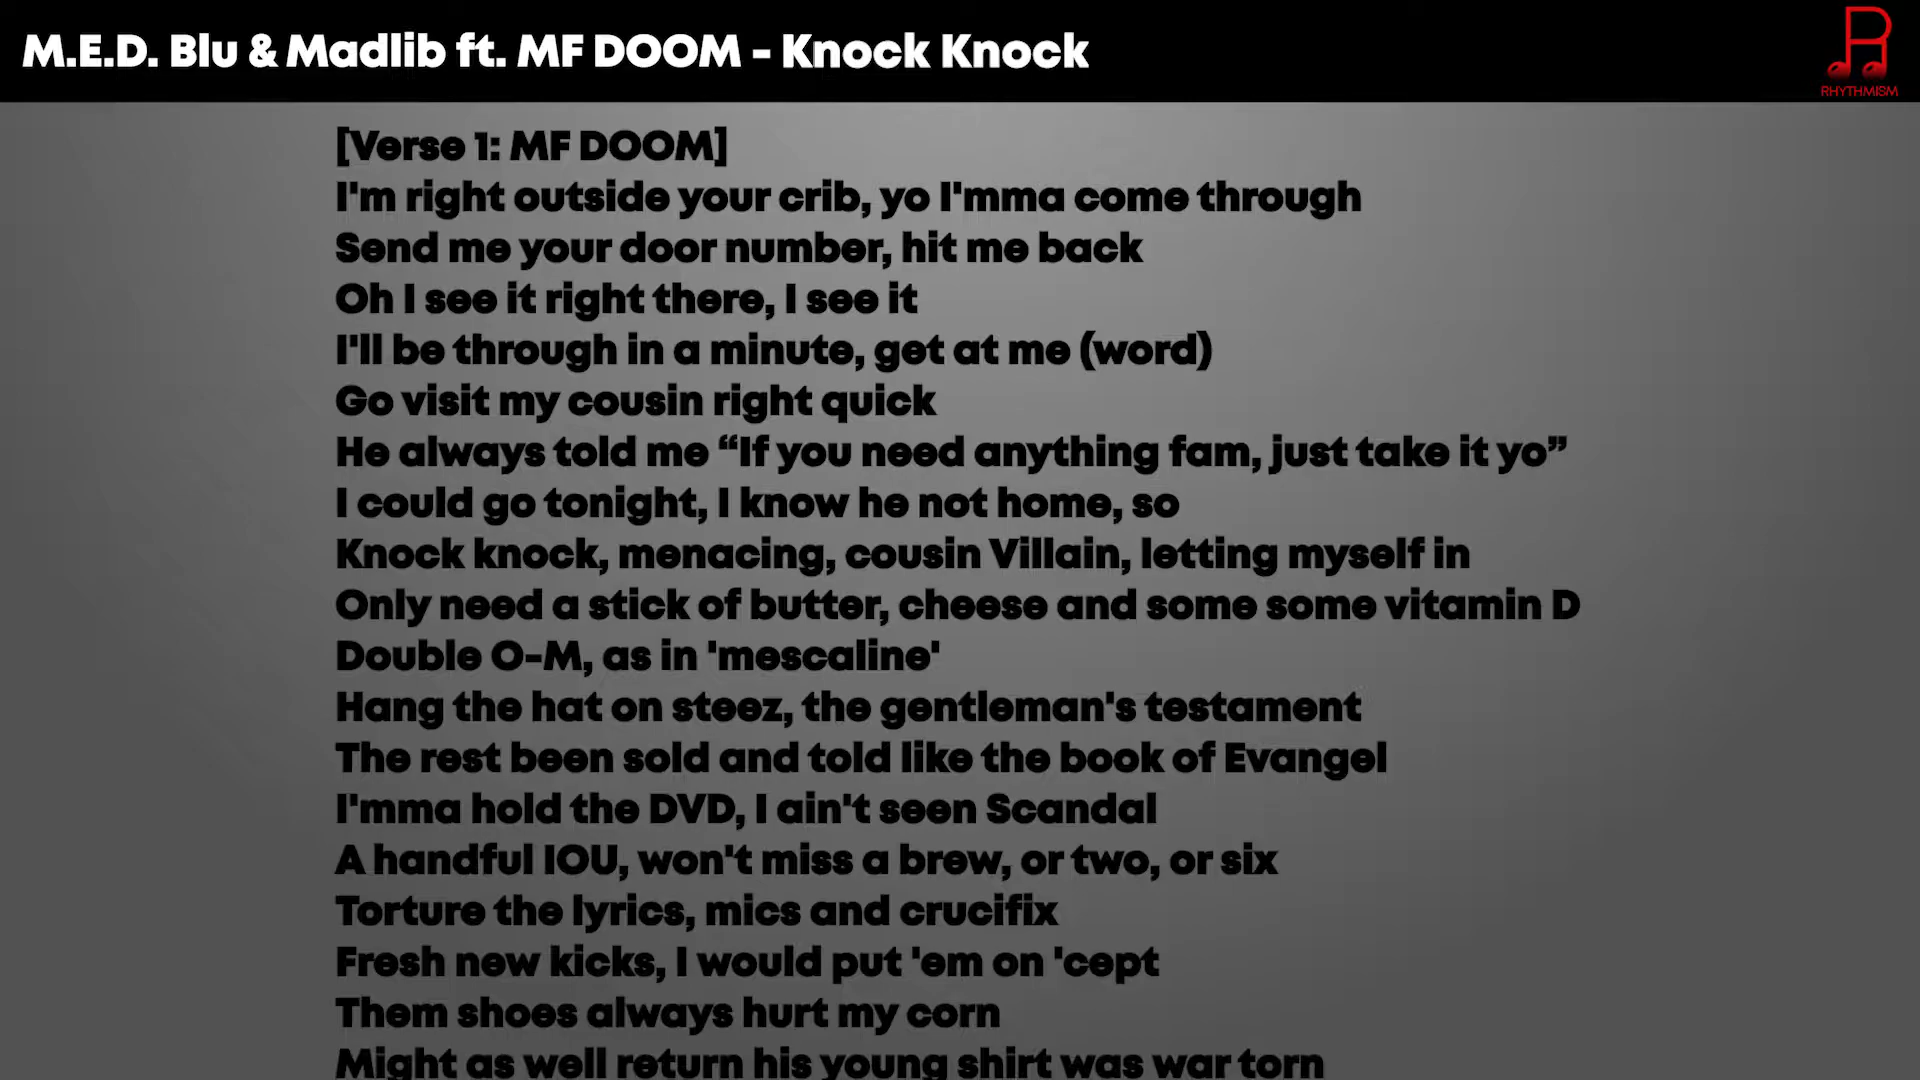 M.E.D. Blu & Madlib ft. MF DOOM - Knock Knock
RHYTHMISM
[Verse 1: MF DOOM]
I'm right outside your crib, yo I'mma come through
Send me your door number, hit me back
Oh I see it right there, I see it
I'll be through in a minute, get at me (word)
Go visit my cousin right quick
He always told me “If you need anything fam, just take it yo”
I could go tonight, I know he not home, so
Knock knock, menacing, cousin Villain, letting myself in
Only need a stick of butter, cheese and some some vitamin D
Double O-M, as in 'mescaline'
Hang the hat on steez, the gentleman's testament
The rest been sold and told like the book of Evangel
I'mma hold the DVD, I ain't seen Scandal
A handful IOU, won't miss a brew, or two, or six
Torture the lyrics, mics and crucifix
Fresh new kicks, I would put 'em on 'cept
Them shoes always hurt my corn
Might as well return his young shirt was war torn